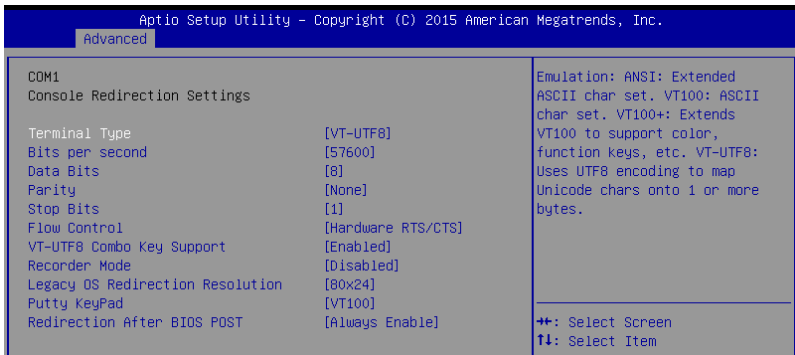 Aptio Setup Utility – Copyright (C) 2015 American Megatrends, Inc.
Advanced
COM1
Console Redirection Settings
Terminal Type [VT-UTF8]
Bits per second [57600]
Data Bits [8]
Parity [None]
Stop Bits [1]
Flow Control [Hardware RTS/CTS]
VT-UTF8 Combo Key Support [Enabled]
Recorder Mode [Disabled]
Legacy OS Redirection Resolution [80x24]
Putty KeyPad [VT100]
Redirection After BIOS POST [Always Enable]
Emulation: ANSI: Extended
ASCII char set. VT100: ASCII
char set. VT100+: Extends
VT100 to support color,
function keys, etc. VT-UTF8:
Uses UTF8 encoding to map
Unicode chars onto 1 or more
bytes.
→←: Select Screen
↑↓: Select Item